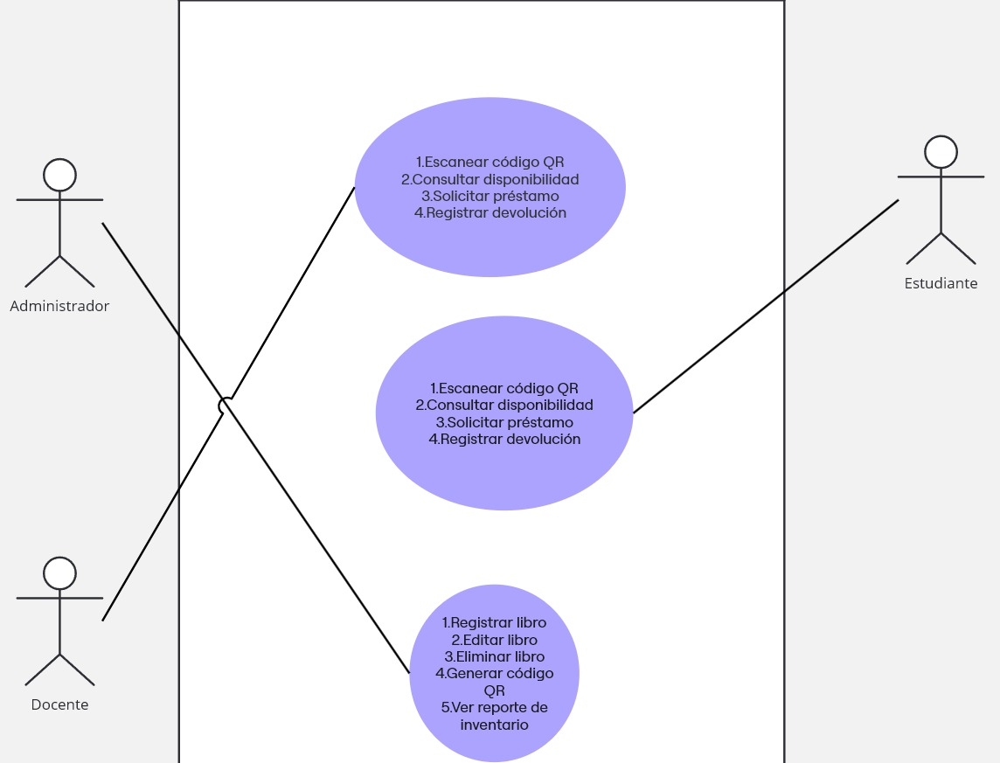 1.Escanear código QR
2.Consultar disponibilidad
3.Solicitar préstamo
4.Registrar devolución
Administrador
Estudiante
1.Escanear código QR
2.Consultar disponibilidad
3.Solicitar préstamo
4.Registrar devolución
1.Registrar libro
2.Editar libro
3.Eliminar libro
4.Generar código
QR
5.Ver reporte de
inventario
Docente